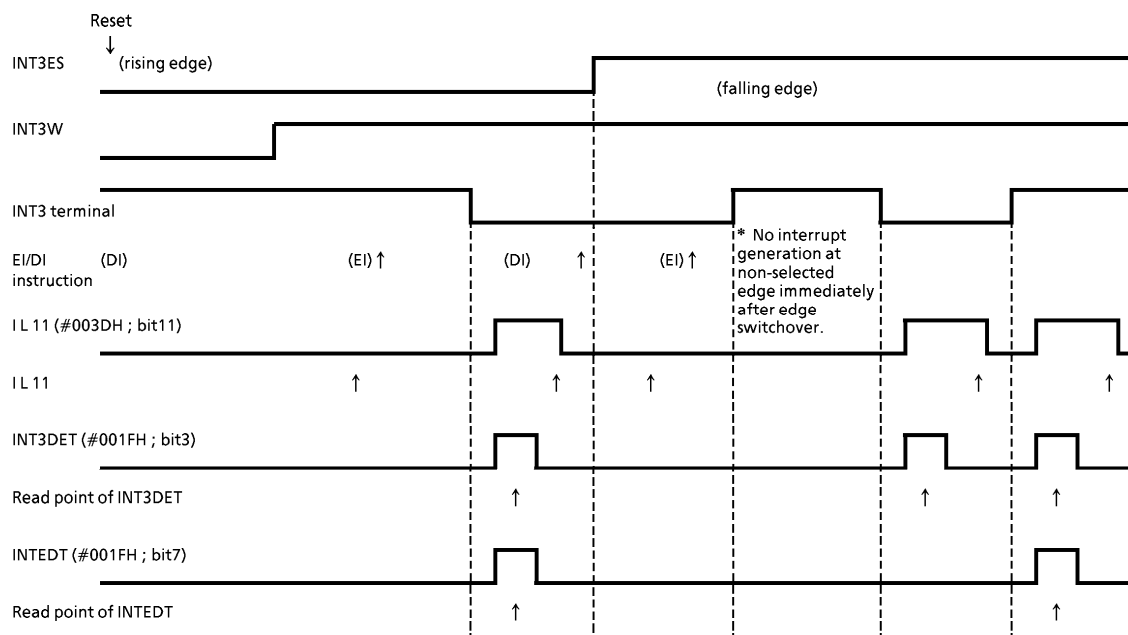 Reset
↓
INT3ES (rising edge)
(falling edge)
INT3W
INT3 terminal
EI/DI (DI) (EI) ↑ (DI) ↑ (EI) ↑
instruction
* No interrupt
generation at
non-selected
edge immediately
after edge
switchover.
I L 11 (#003DH ; bit11)
I L 11 ↑ ↑ ↑ ↑ ↑
INT3DET (#001FH ; bit3)
Read point of INT3DET ↑ ↑ ↑
INTEDT (#001FH ; bit7)
Read point of INTEDT ↑ ↑